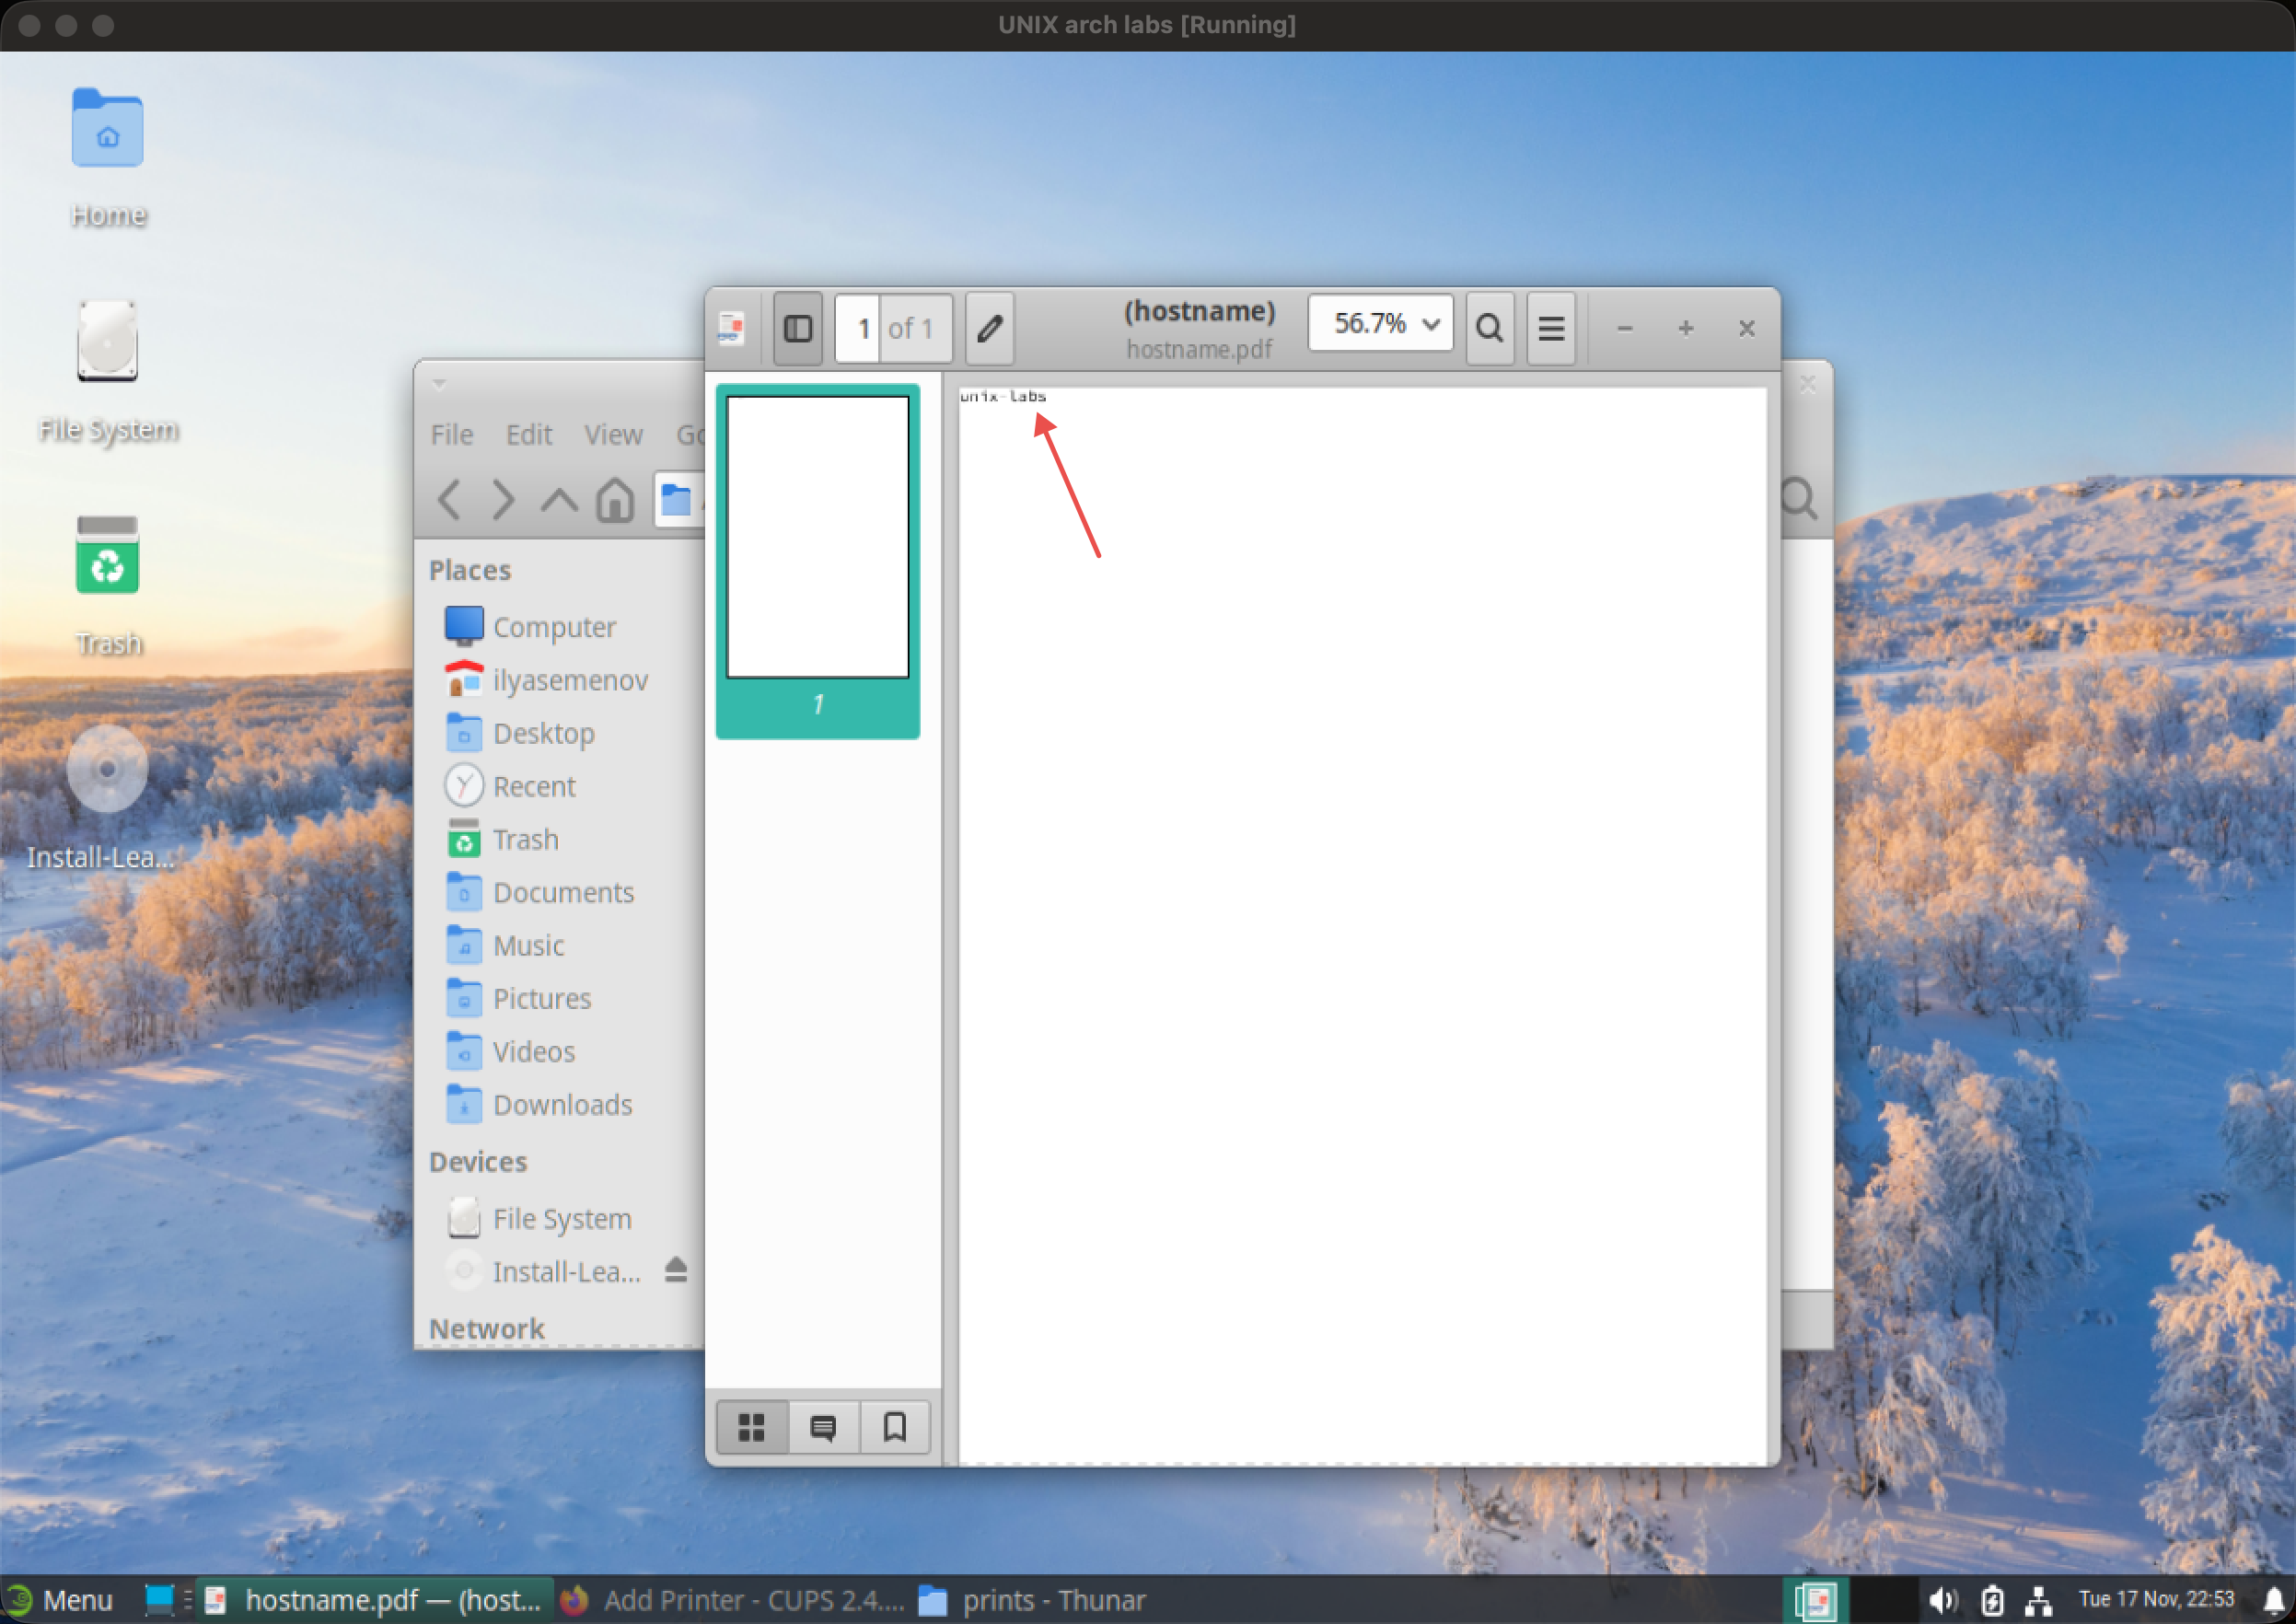 UNIX arch labs [Running]
Home
File System
Trash
Install-Lea...
File Edit View
Places
Computer
ilyasemenov
Desktop
Recent
Trash
Documents
Music
Pictures
Videos
Downloads
Devices
File System
Install-Lea...
Network
1 of 1
(hostname)
hostname.pdf
56.7%
1
unix-labs
Menu
hostname.pdf — (host...
Add Printer - CUPS 2.4....
prints - Thunar
Tue 17 Nov, 22:53